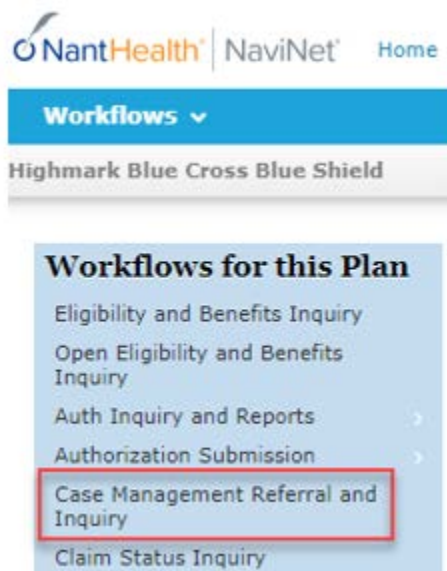 NantHealth® | NaviNet® Home
Workflows
Highmark Blue Cross Blue Shield
Workflows for this Plan
Eligibility and Benefits Inquiry
Open Eligibility and Benefits
Inquiry
Auth Inquiry and Reports
Authorization Submission
Case Management Referral and
Inquiry
Claim Status Inquiry